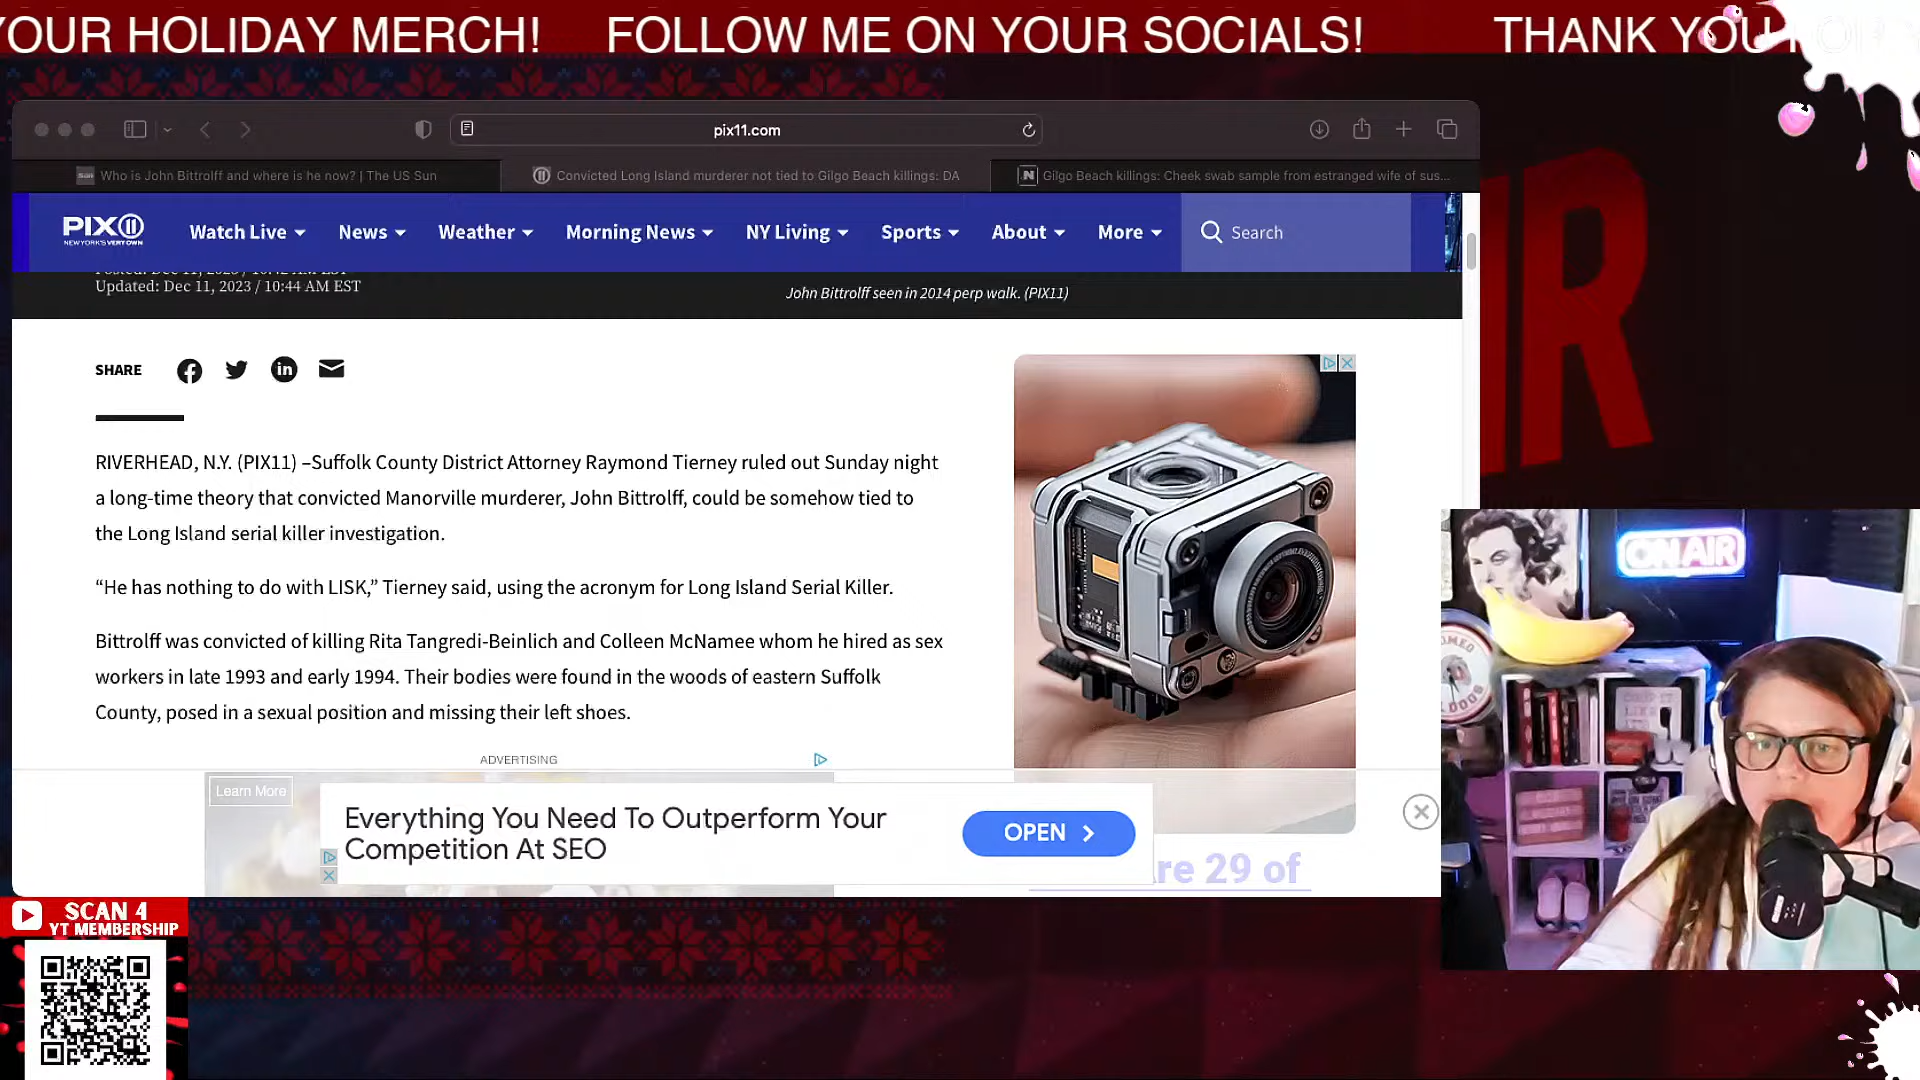 YOUR HOLIDAY MERCH! FOLLOW ME ON YOUR SOCIALS! THANK YOU FOR
pix11.com
Who is John Bittrolff and where is he now? | The US Sun
Convicted Long Island murderer not tied to Gilgo Beach killings: DA
Gilgo Beach killings: Cheek swab sample from estranged wife of sus...
PIX11
NEW YORK'S VERY OWN
Watch Live
News
Weather
Morning News
NY Living
Sports
About
More
Search
Updated: Dec 11, 2023 / 10:44 AM EST
John Bittrolff seen in 2014 perp walk. (PIX11)
SHARE
RIVERHEAD, N.Y. (PIX11) –Suffolk County District Attorney Raymond Tierney ruled out Sunday night
a long-time theory that convicted Manorville murderer, John Bittrolff, could be somehow tied to
the Long Island serial killer investigation.
“He has nothing to do with LISK,” Tierney said, using the acronym for Long Island Serial Killer.
Bittrolff was convicted of killing Rita Tangredi-Beinlich and Colleen McNamee whom he hired as sex
workers in late 1993 and early 1994. Their bodies were found in the woods of eastern Suffolk
County, posed in a sexual position and missing their left shoes.
ADVERTISING
Learn More
Everything You Need To Outperform Your
Competition At SEO
OPEN
re 29 of
ON AIR
DOGS
SCAN 4
YT MEMBERSHIP